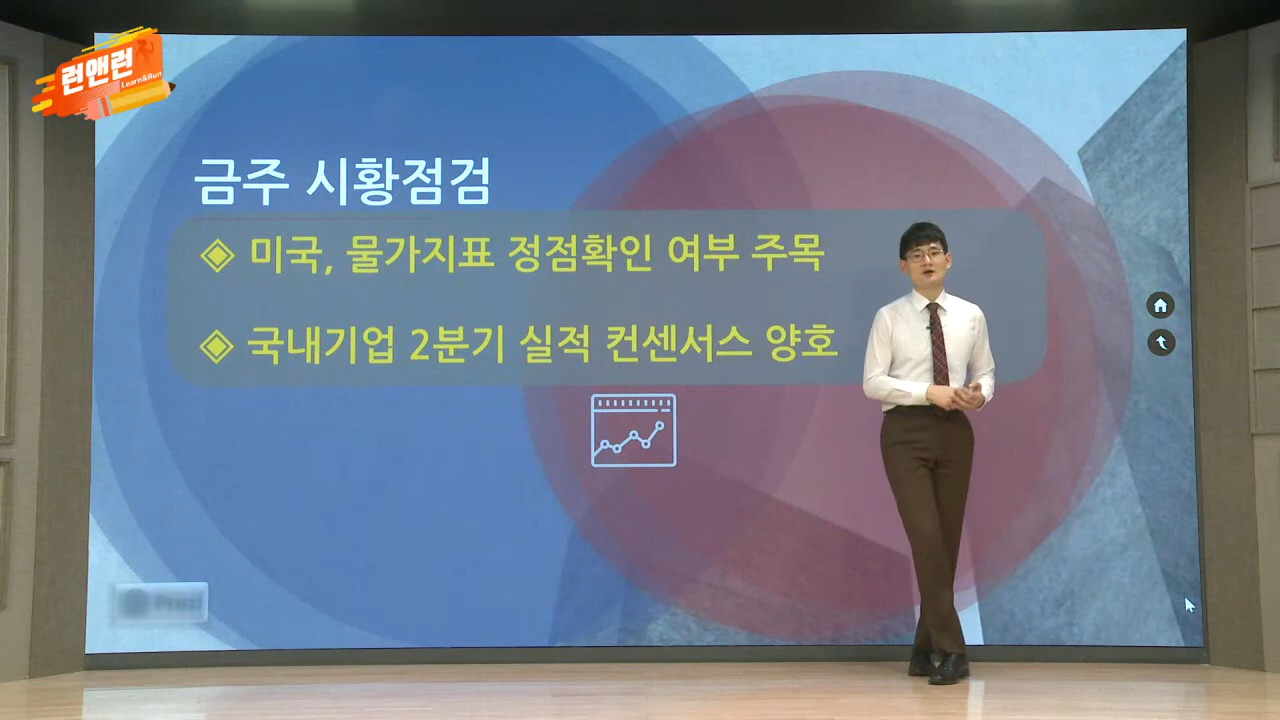 런앤런
Learn&Run
금주 시황점검
◈ 미국, 물가지표 정점확인 여부 주목
◈ 국내기업 2분기 실적 컨센서스 양호